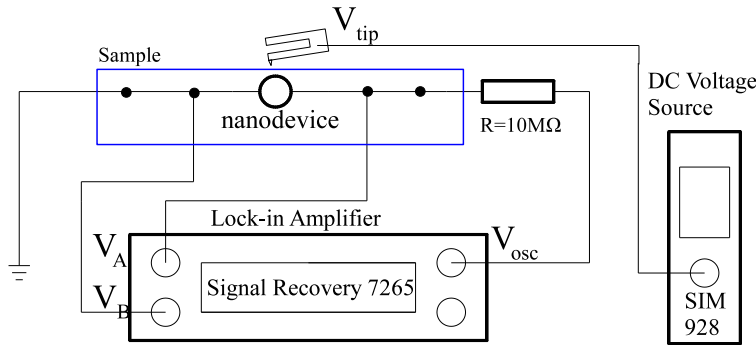 V_tip
Sample
DC Voltage
Source
nanodevice
R=10MΩ
Lock-in Amplifier
V_A
V_osc
Signal Recovery 7265
V_B
SIM
928